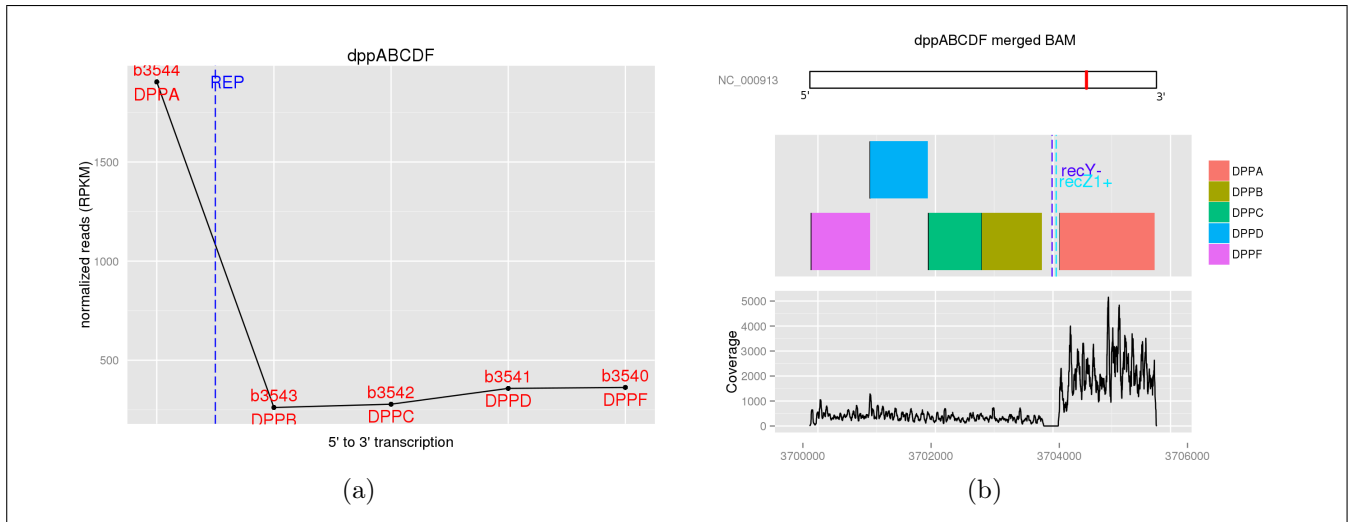 dppABCDF
b3544
DPPA
REP
1500
1000
500
normalized reads (RPKM)
b3543
DPPB
b3542
DPPC
b3541
DPPD
b3540
DPPF
5' to 3' transcription
(a)
dppABCDF merged BAM
NC_000913
5'
3'
recY-
recZ1+
DPPA
DPPB
DPPC
DPPD
DPPF
Coverage
5000
4000
3000
2000
1000
0
3700000
3702000
3704000
3706000
(b)